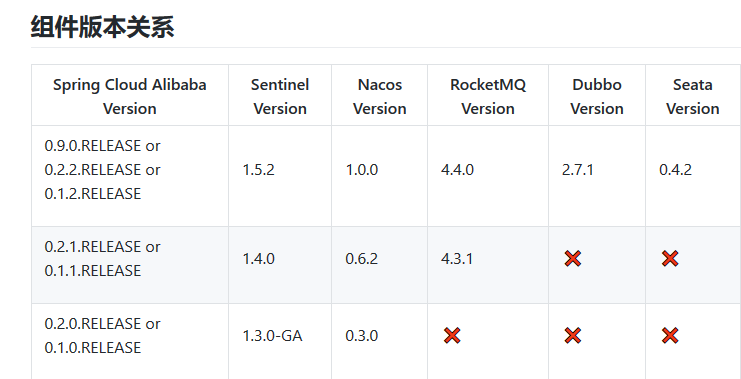 组件版本关系
Spring Cloud Alibaba Version
Sentinel Version
Nacos Version
RocketMQ Version
Dubbo Version
Seata Version
0.9.0.RELEASE or
0.2.2.RELEASE or
0.1.2.RELEASE
1.5.2
1.0.0
4.4.0
2.7.1
0.4.2
0.2.1.RELEASE or
0.1.1.RELEASE
1.4.0
0.6.2
4.3.1
❌
❌
0.2.0.RELEASE or
0.1.0.RELEASE
1.3.0-GA
0.3.0
❌
❌
❌